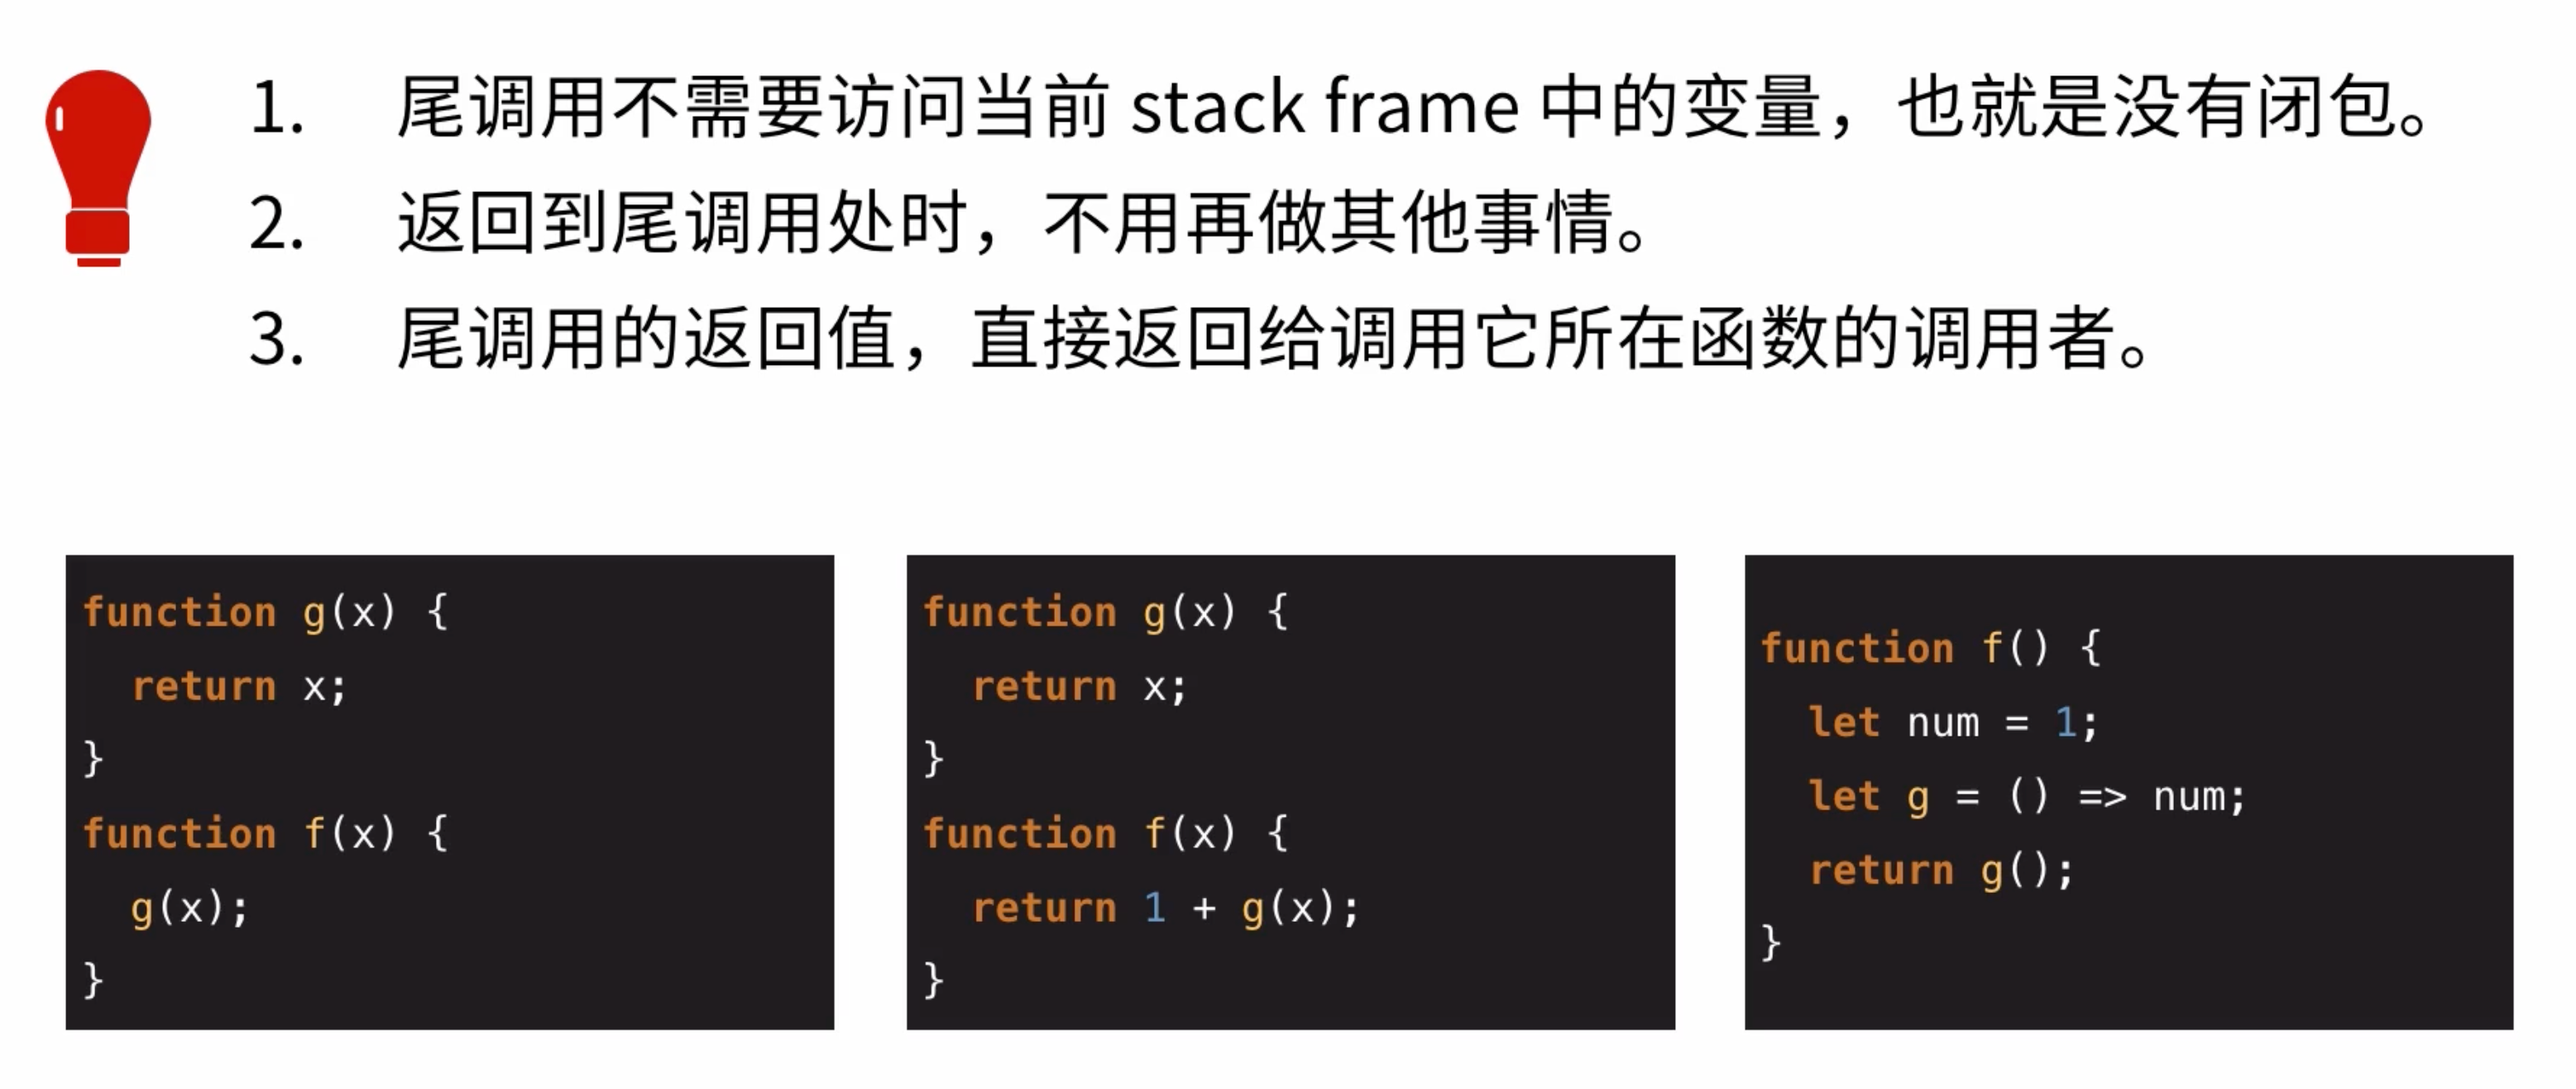 1. 尾调用不需要访问当前 stack frame 中的变量，也就是没有闭包。
2. 返回到尾调用处时，不用再做其他事情。
3. 尾调用的返回值，直接返回给调用它所在函数的调用者。
function g(x) {
  return x;
}
function f(x) {
  g(x);
}
function g(x) {
  return x;
}
function f(x) {
  return 1 + g(x);
}
function f() {
  let num = 1;
  let g = () => num;
  return g();
}